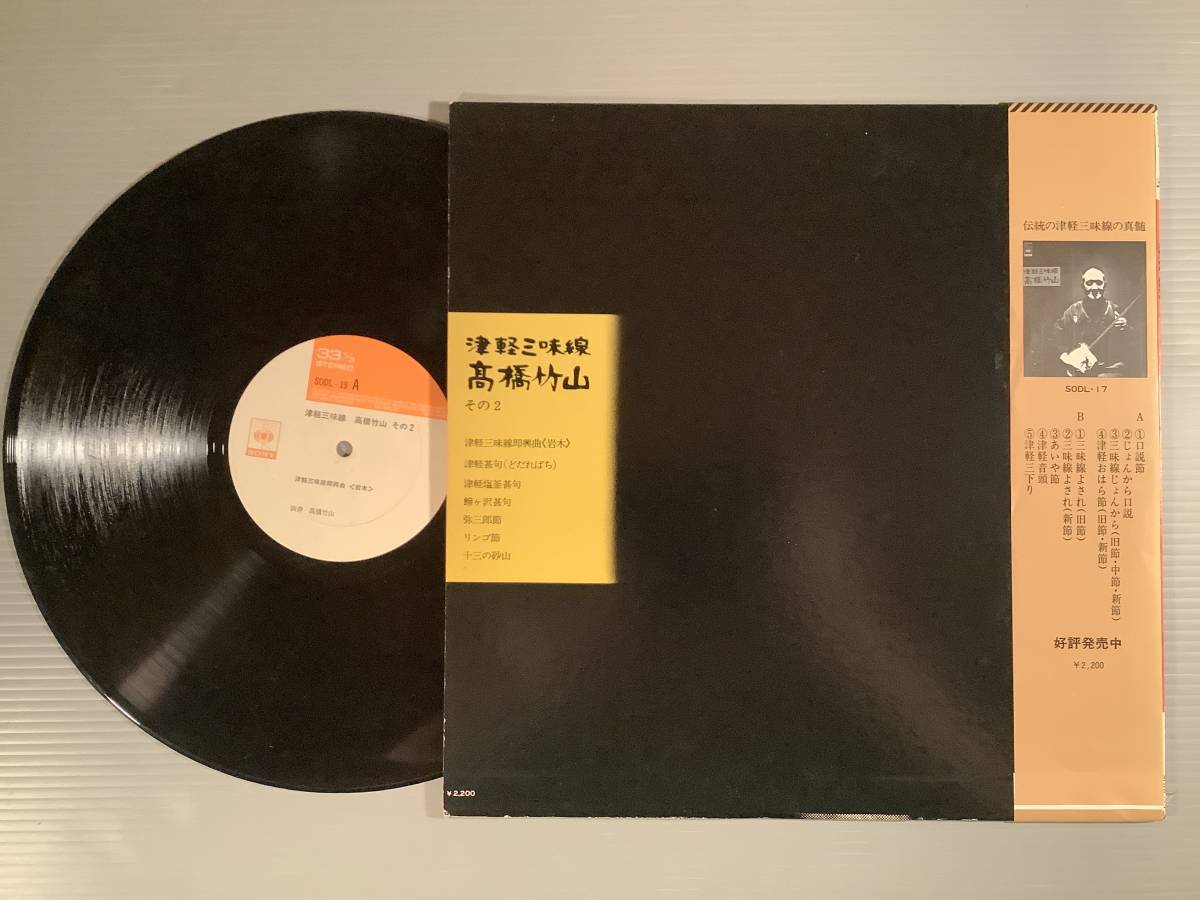 33⅓
STEREO
SODL-19 A
津軽三味線 高橋竹山 その2
SONY
津軽三味線即興曲《岩木》
演奏 高橋竹山
津軽三味線
高橋竹山
その2
津軽三味線即興曲《岩木》
津軽甚句(どだればち)
津軽塩釜甚句
鰺ヶ沢甚句
弥三郎節
リンゴ節
十三の砂山
¥2,200
伝統の津軽三味線の真髄
津軽三味線
高橋竹山
SODL-17
A
①口説節
②じょんから口説
③三味線じょんから(旧節・中節・新節)
④津軽おはら節(旧節・新節)
B
①三味線よされ(旧節)
②三味線よされ(新節)
③あいや節
④津軽音頭
⑤津軽三下り
好評発売中
¥2,200